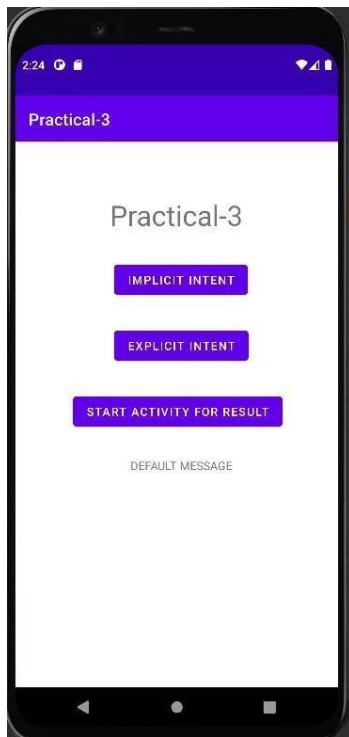 2:24
Practical-3
Practical-3
IMPLICIT INTENT
EXPLICIT INTENT
START ACTIVITY FOR RESULT
DEFAULT MESSAGE